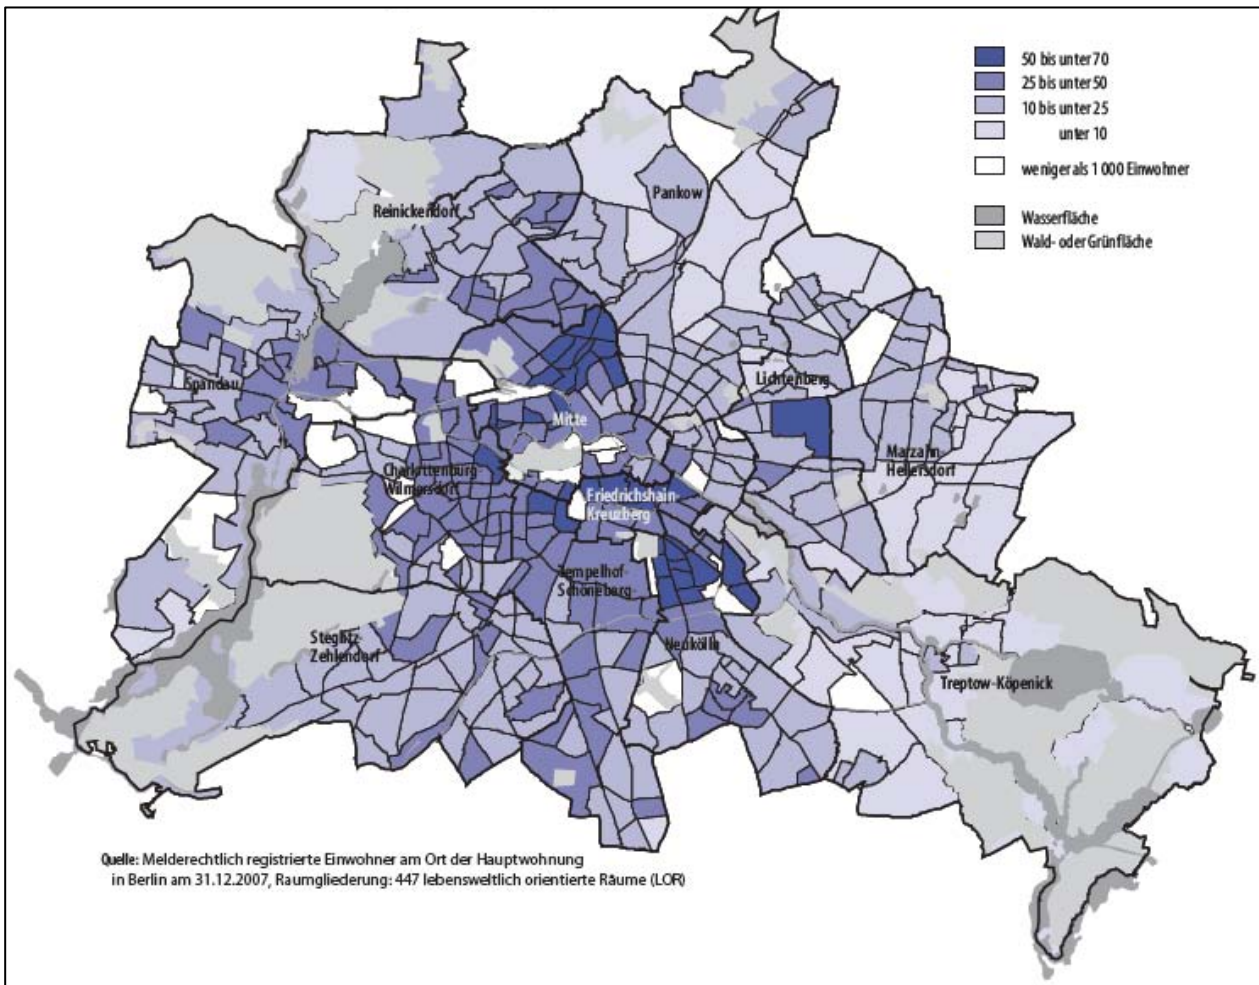 50 bis unter 70
25 bis unter 50
10 bis unter 25
unter 10
weniger als 1 000 Einwohner
Wasserfläche
Wald- oder Grünfläche
Pankow
Reinickendorf
Lichtenberg
Spandau
Mitte
Marzahn-
Hellersdorf
Charlottenburg-
Wilmersdorf
Friedrichshain-
Kreuzberg
Tempelhof-
Schöneberg
Steglitz-
Zehlendorf
Neukölln
Treptow-Köpenick
Quelle: Melderechtlich registrierte Einwohner am Ort der Hauptwohnung
in Berlin am 31.12.2007, Raumgliederung: 447 lebensweltlich orientierte Räume (LOR)